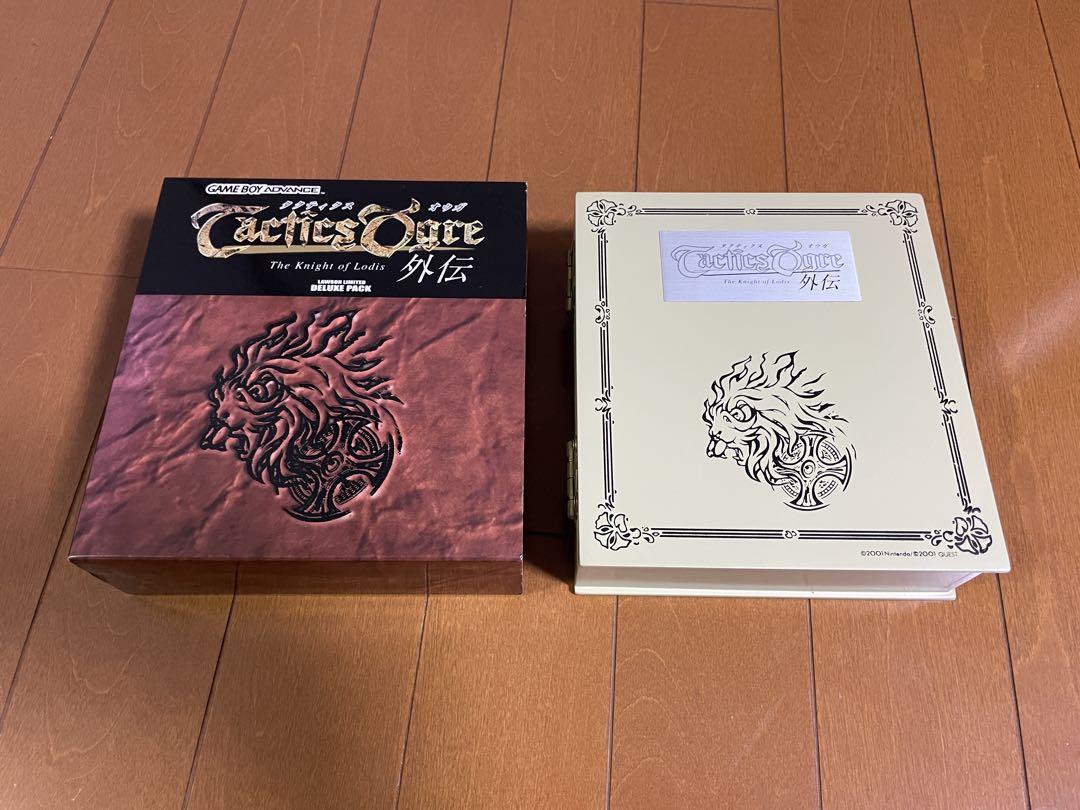 GAME BOY ADVANCE™
タクティクス オウガ
Tactics Ogre
The Knight of Lodis 外伝
LAWSON LIMITED
DELUXE PACK
タクティクス オウガ
Tactics Ogre
The Knight of Lodis 外伝
©2001 Nintendo/©2001 QUEST